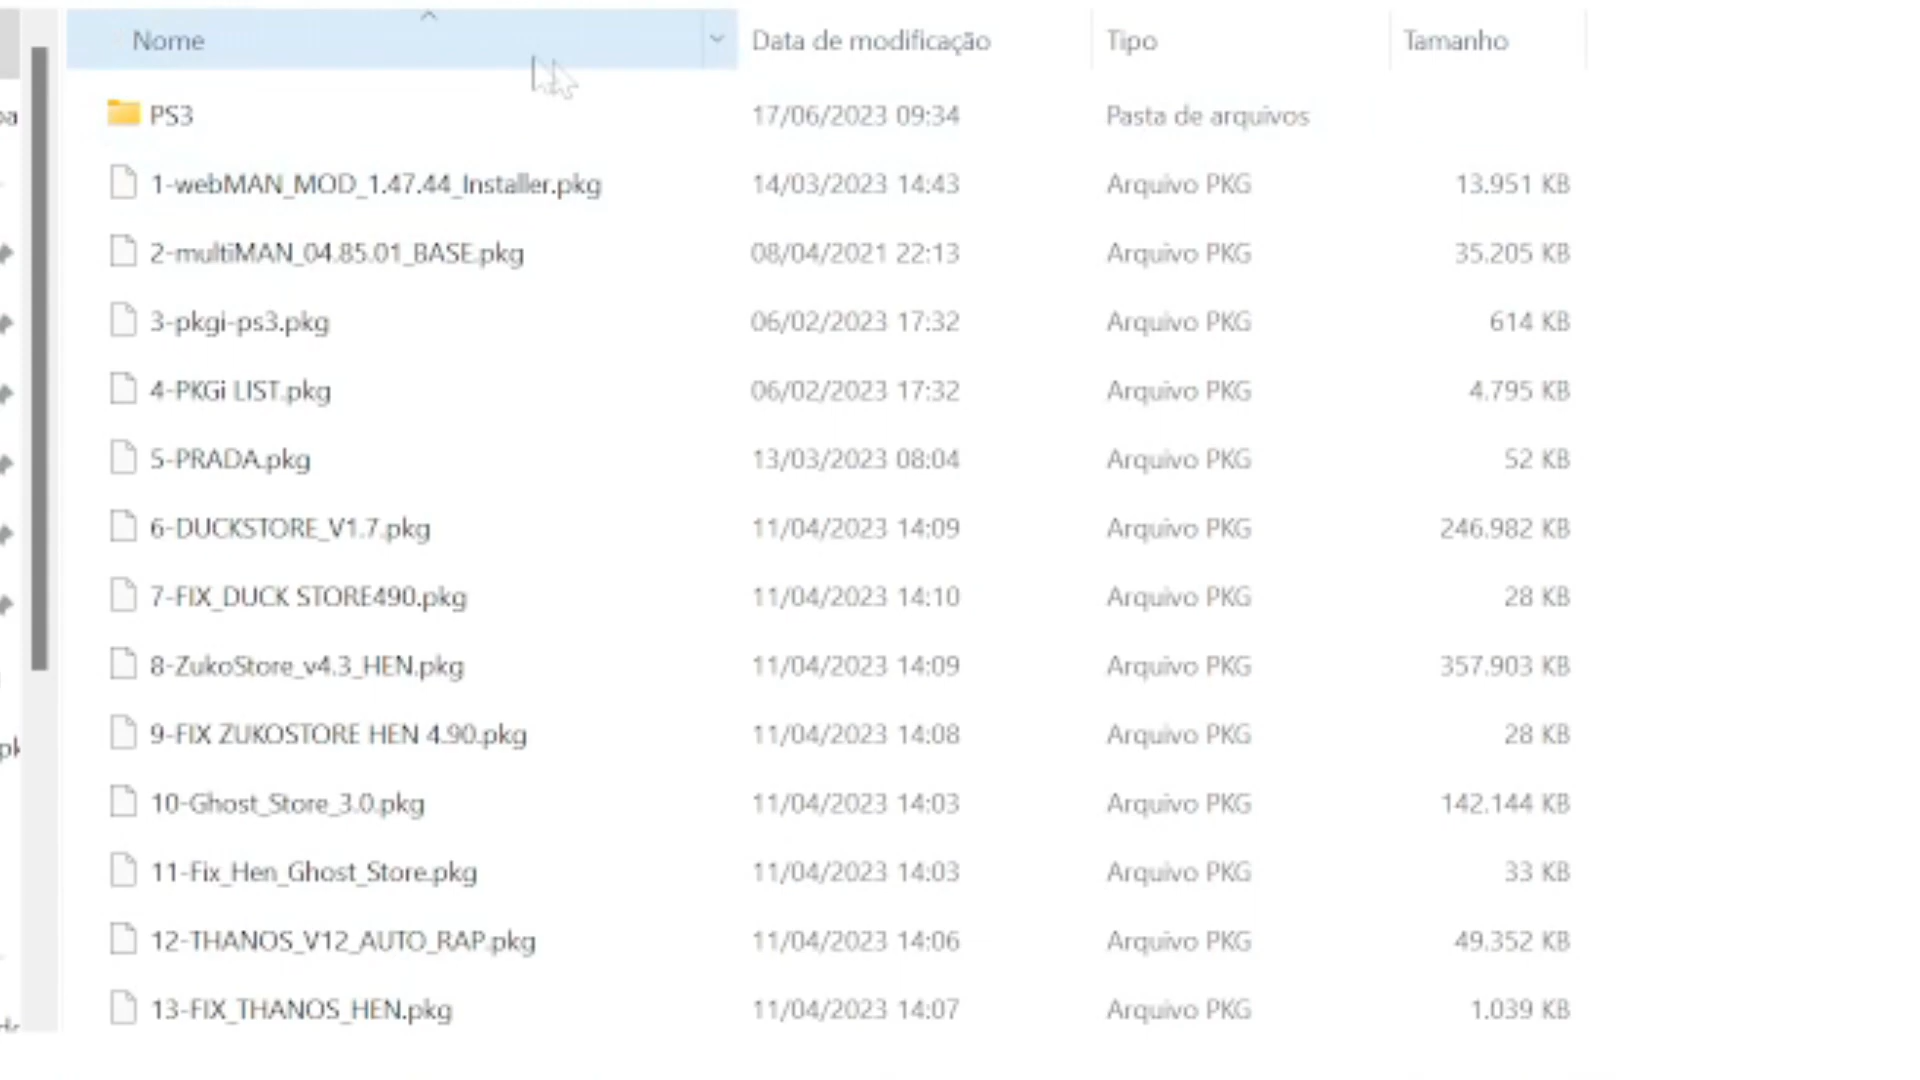 Nome Data de modificação Tipo Tamanho
PS3 17/06/2023 09:34 Pasta de arquivos
1-webMAN_MOD_1.47.44_Installer.pkg 14/03/2023 14:43 Arquivo PKG 13.951 KB
2-multiMAN_04.85.01_BASE.pkg 08/04/2021 22:13 Arquivo PKG 35.205 KB
3-pkgi-ps3.pkg 06/02/2023 17:32 Arquivo PKG 614 KB
4-PKGi LIST.pkg 06/02/2023 17:32 Arquivo PKG 4.795 KB
5-PRADA.pkg 13/03/2023 08:04 Arquivo PKG 52 KB
6-DUCKSTORE_V1.7.pkg 11/04/2023 14:09 Arquivo PKG 246.982 KB
7-FIX_DUCK STORE490.pkg 11/04/2023 14:10 Arquivo PKG 28 KB
8-ZukoStore_v4.3_HEN.pkg 11/04/2023 14:09 Arquivo PKG 357.903 KB
9-FIX ZUKOSTORE HEN 4.90.pkg 11/04/2023 14:08 Arquivo PKG 28 KB
10-Ghost_Store_3.0.pkg 11/04/2023 14:03 Arquivo PKG 142.144 KB
11-Fix_Hen_Ghost_Store.pkg 11/04/2023 14:03 Arquivo PKG 33 KB
12-THANOS_V12_AUTO_RAP.pkg 11/04/2023 14:06 Arquivo PKG 49.352 KB
13-FIX_THANOS_HEN.pkg 11/04/2023 14:07 Arquivo PKG 1.039 KB